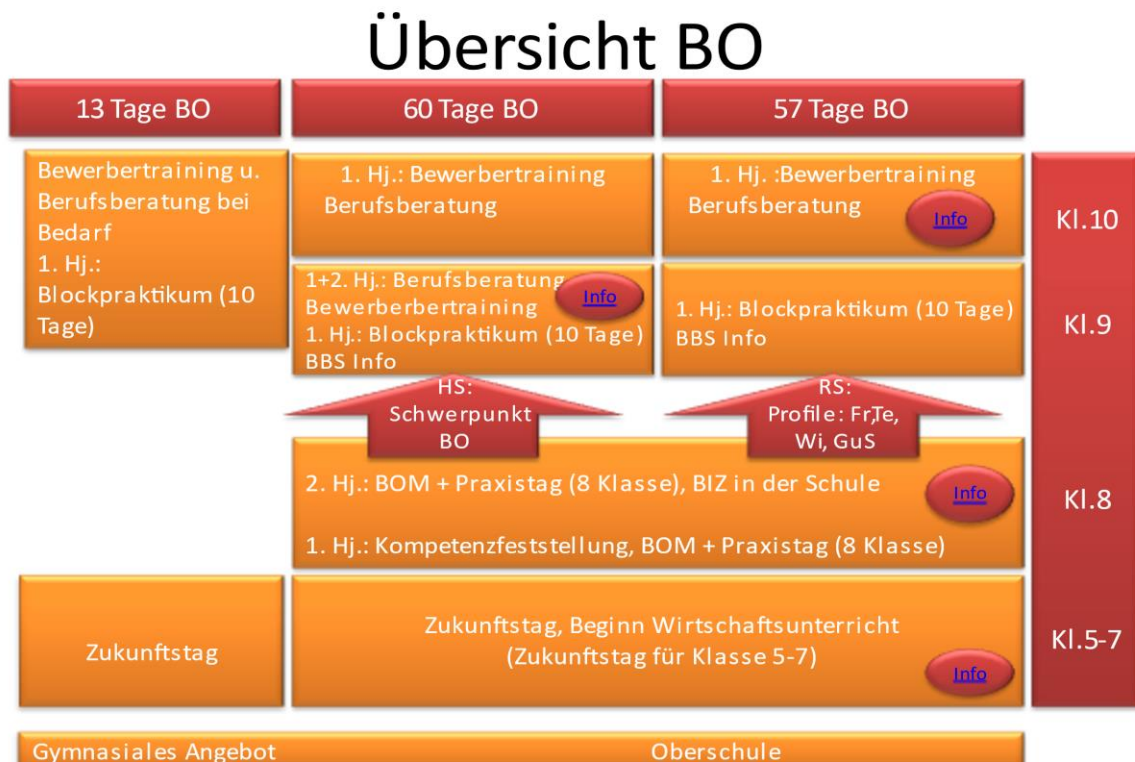 Übersicht BO
13 Tage BO
60 Tage BO
57 Tage BO
Bewerbertraining u.
Berufsberatung bei
Bedarf
1. Hj.:
Blockpraktikum (10
Tage)
1. Hj.: Bewerbertraining
Berufsberatung
1. Hj. :Bewertraining
Berufsberatung
Info
Kl.10
1+2. Hj.: Berufsberatung
Bewerberbertraining
1. Hj.: Blockpraktikum (10 Tage)
BBS Info
Info
1. Hj.: Blockpraktikum (10 Tage)
BBS Info
Kl.9
HS:
Schwerpunkt
BO
RS:
Profile: Fr,Te,
Wi, GuS
2. Hj.: BOM + Praxistag (8 Klasse), BIZ in der Schule
Info
1. Hj.: Kompetenzfeststellung, BOM + Praxistag (8 Klasse)
Kl.8
Zukunftstag
Zukunftstag, Beginn Wirtschaftsunterricht
(Zukunftstag für Klasse 5-7)
Info
Kl.5-7
Gymnasiales Angebot
Oberschule